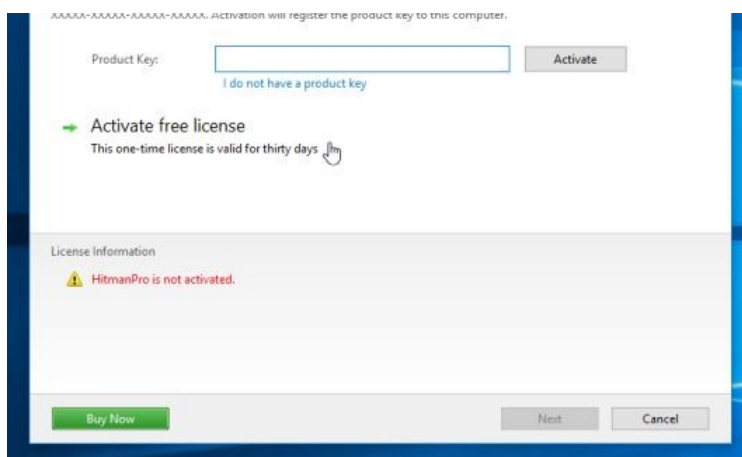 XXXXX-XXXXX-XXXXX-XXXXX. Activation will register the product key to this computer.
Product Key:
Activate
I do not have a product key
Activate free license
This one-time license is valid for thirty days
License Information
HitmanPro is not activated.
Buy Now
Next
Cancel